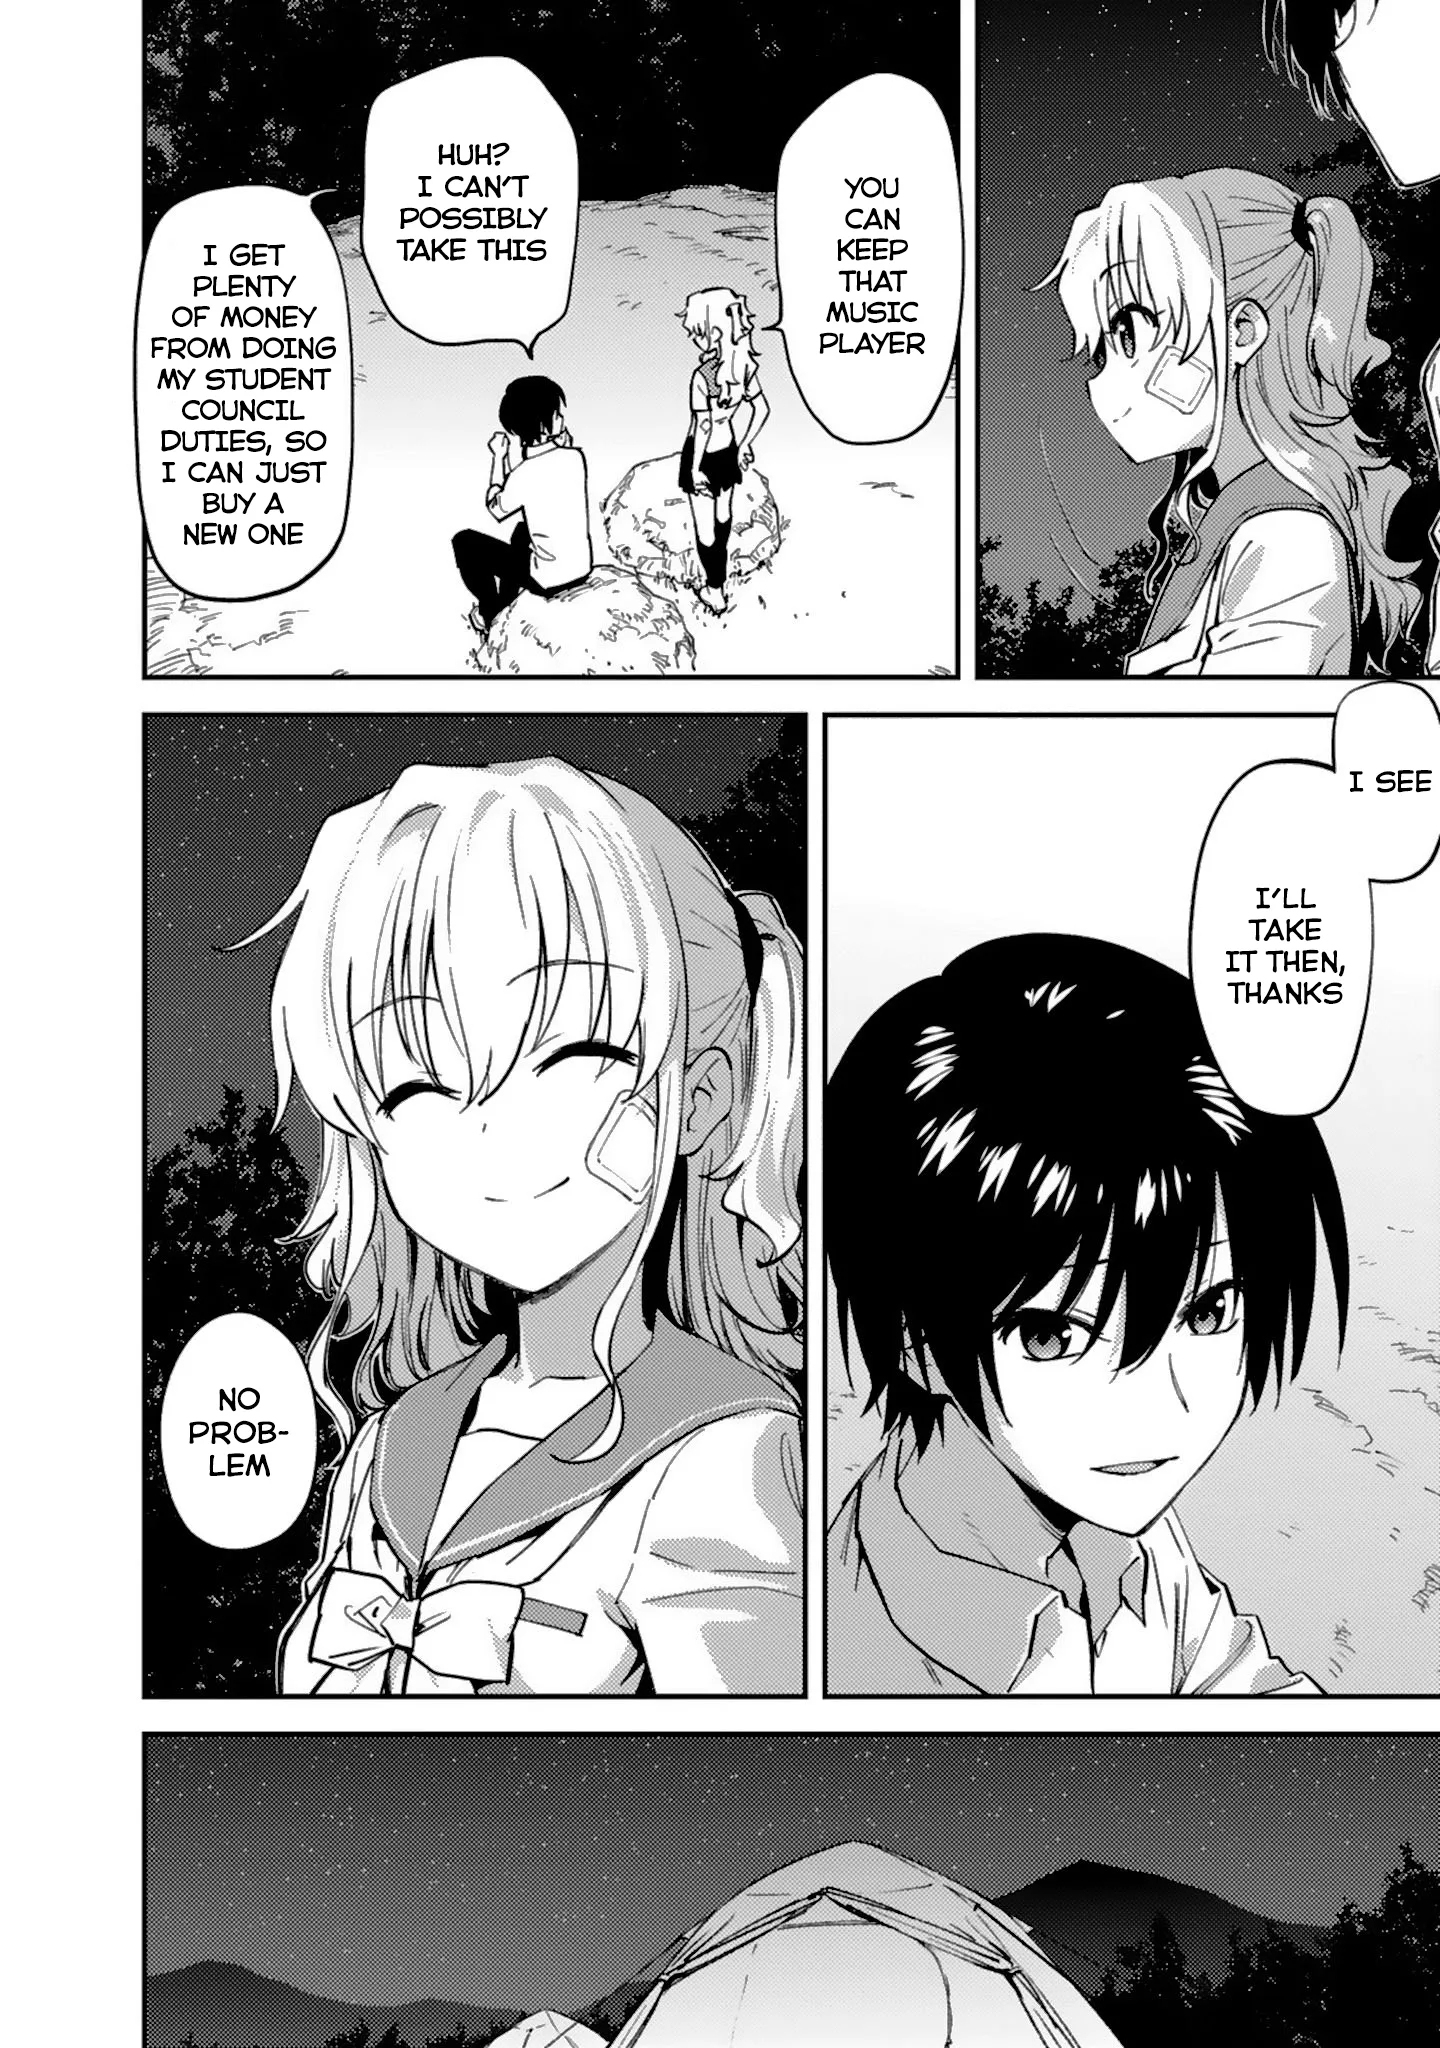 YOU
CAN
KEEP
THAT
MUSIC
PLAYER
HUH?
I CAN'T
POSSIBLY
TAKE THIS
I GET
PLENTY
OF MONEY
FROM DOING
MY STUDENT
COUNCIL
DUTIES, SO
I CAN JUST
BUY A
NEW ONE
I SEE
I'LL
TAKE
IT THEN,
THANKS
NO
PROB-
LEM